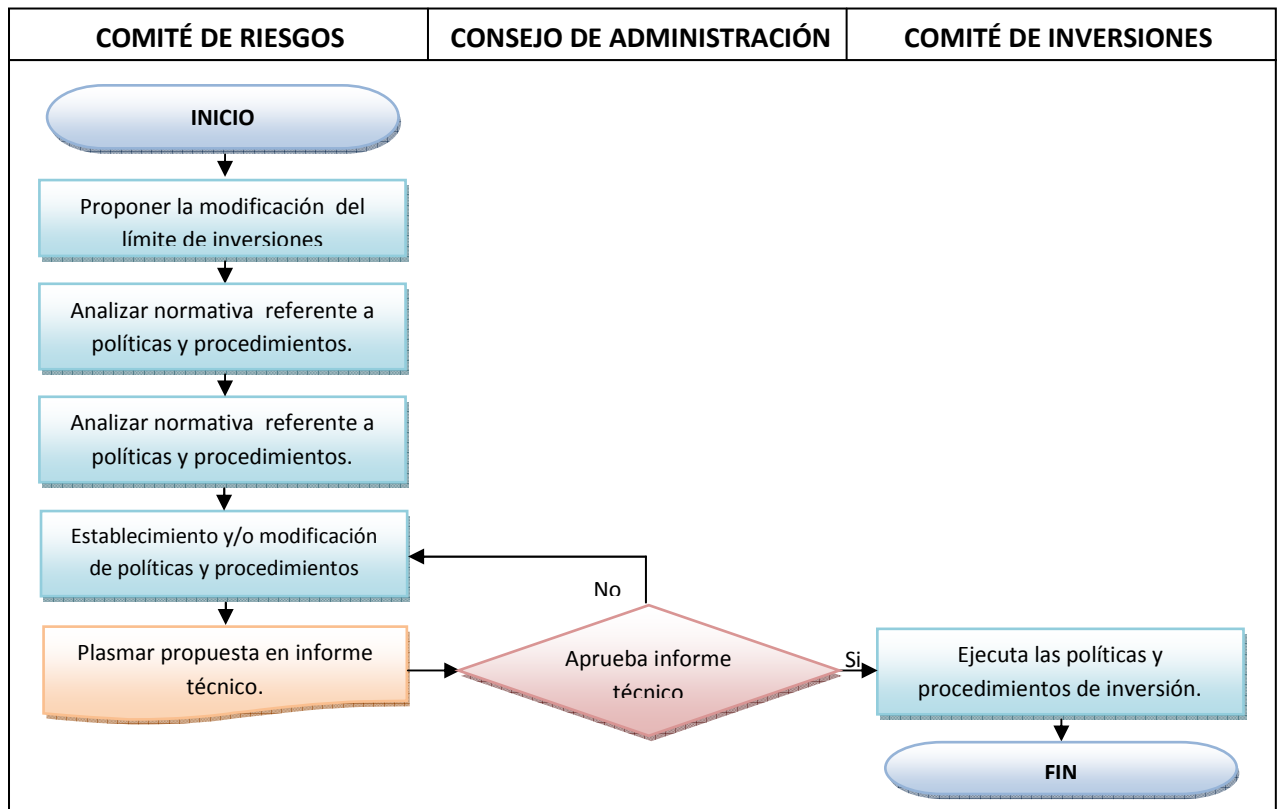 COMITÉ DE RIESGOS
CONSEJO DE ADMINISTRACIÓN
COMITÉ DE INVERSIONES
INICIO
Proponer la modificación del
límite de inversiones
Analizar normativa referente a
políticas y procedimientos.
Analizar normativa referente a
políticas y procedimientos.
Establecimiento y/o modificación
de políticas y procedimientos
No
Plasmar propuesta en informe
técnico.
Aprueba informe
técnico
Si
Ejecuta las políticas y
procedimientos de inversión.
FIN